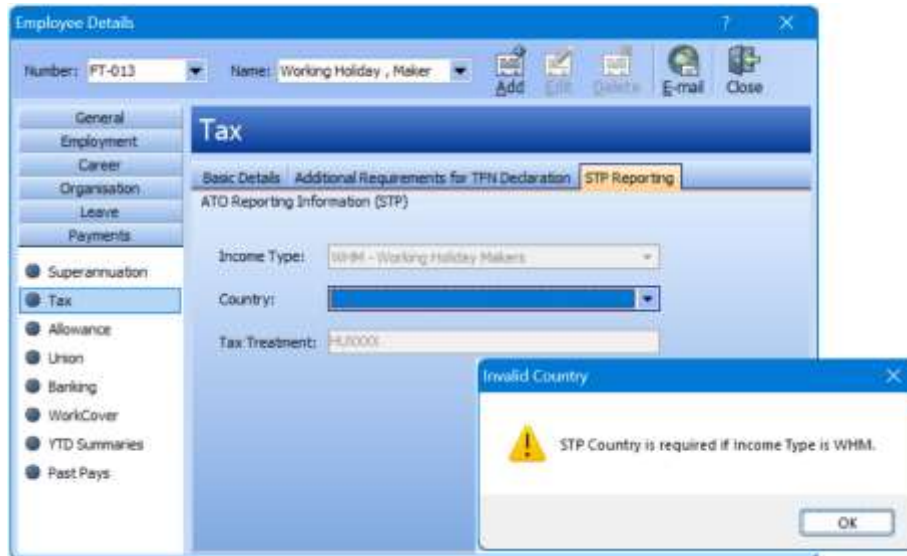 Employee Details
? ×
Number: FT-013 Name: Working Holiday , Maker
Add Edit Delete E-mail Close
General
Employment
Career
Organisation
Leave
Payments
Superannuation
Tax
Allowance
Union
Banking
WorkCover
YTD Summaries
Past Pays
Tax
Basic Details Additional Requirements for TFN Declaration STP Reporting
ATO Reporting Information (STP)
Income Type: WHM - Working Holiday Makers
Country:
Tax Treatment:
Invalid Country ×
STP Country is required if Income Type is WHM.
OK